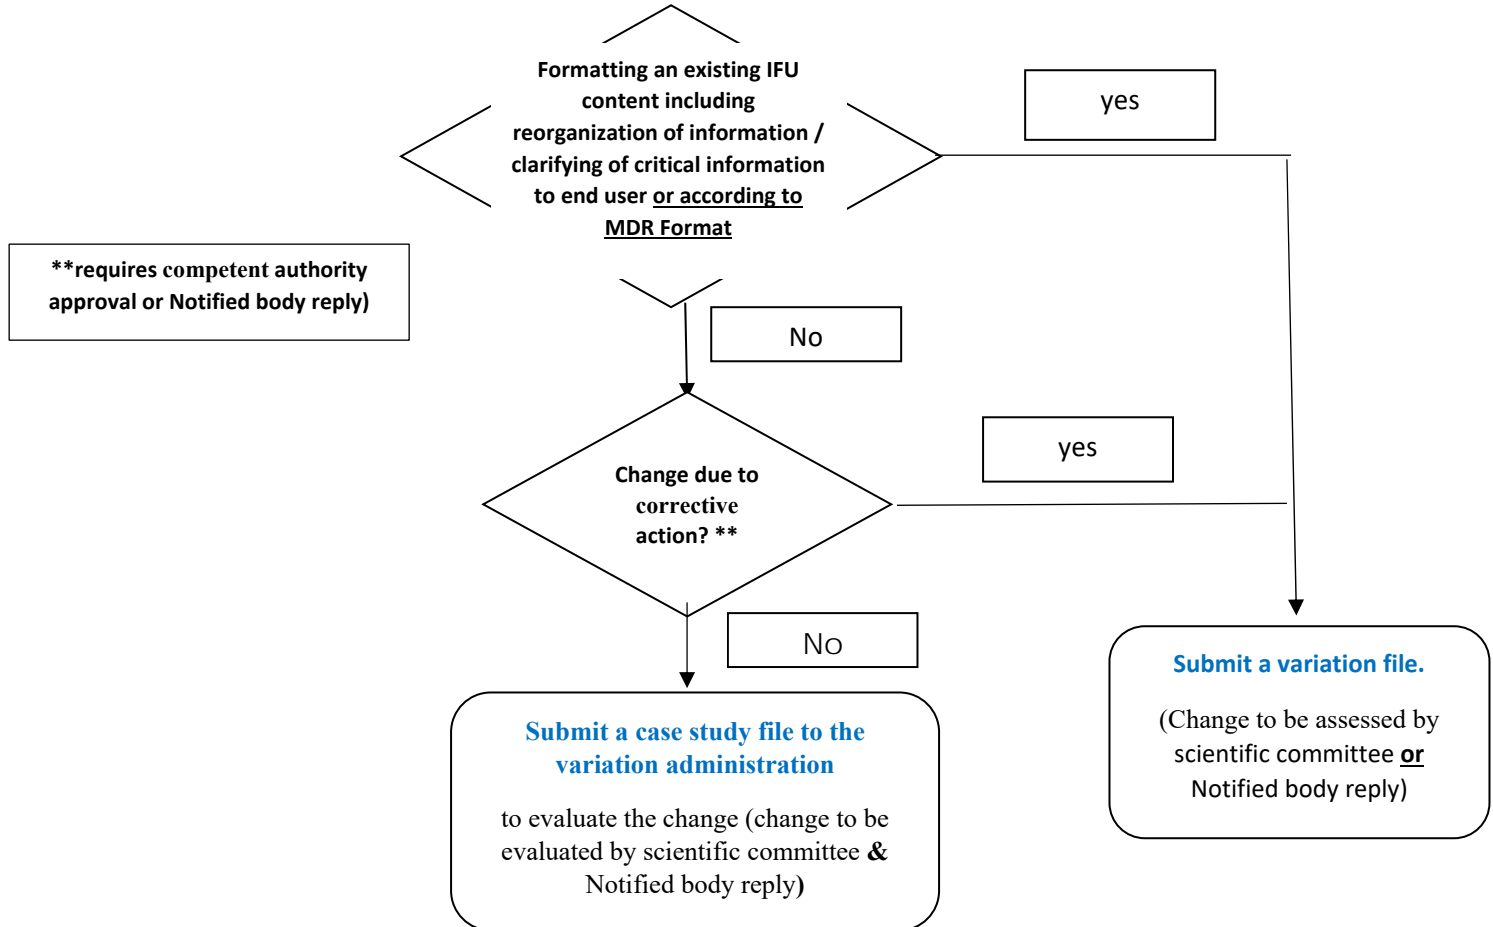 Formatting an existing IFU
content including
reorganization of information /
clarifying of critical information
to end user or according to
MDR Format
yes
**requires competent authority
approval or Notified body reply)
No
Change due to
corrective
action? **
yes
No
Submit a variation file.
(Change to be assessed by
scientific committee or
Notified body reply)
Submit a case study file to the
variation administration
to evaluate the change (change to be
evaluated by scientific committee &
Notified body reply)